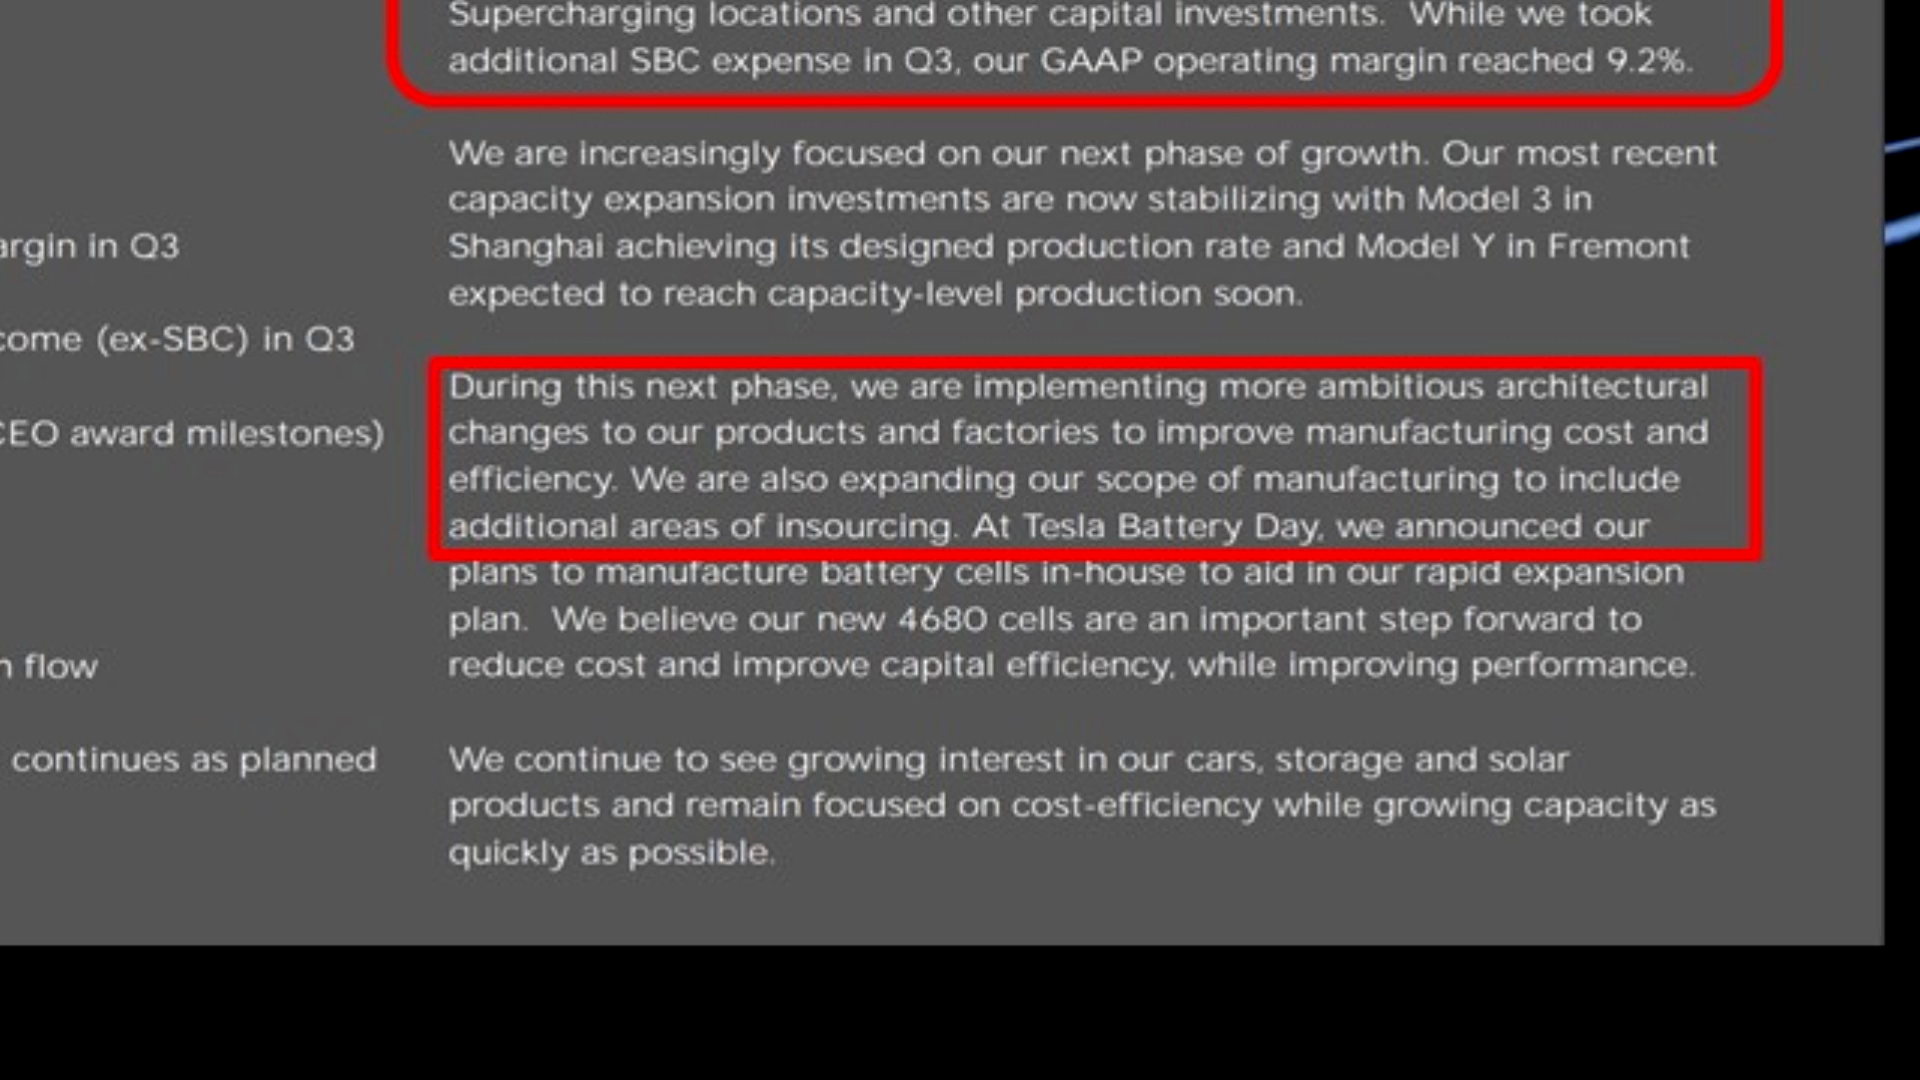 Supercharging locations and other capital investments.  While we took
additional SBC expense in Q3, our GAAP operating margin reached 9.2%.
We are increasingly focused on our next phase of growth. Our most recent
capacity expansion investments are now stabilizing with Model 3 in
Shanghai achieving its designed production rate and Model Y in Fremont
expected to reach capacity-level production soon.
During this next phase, we are implementing more ambitious architectural
changes to our products and factories to improve manufacturing cost and
efficiency. We are also expanding our scope of manufacturing to include
additional areas of insourcing. At Tesla Battery Day, we announced our
plans to manufacture battery cells in-house to aid in our rapid expansion
plan.  We believe our new 4680 cells are an important step forward to
reduce cost and improve capital efficiency, while improving performance.
We continue to see growing interest in our cars, storage and solar
products and remain focused on cost-efficiency while growing capacity as
quickly as possible.
in Q3
(ex-SBC) in Q3
CEO award milestones)
flow
continues as planned